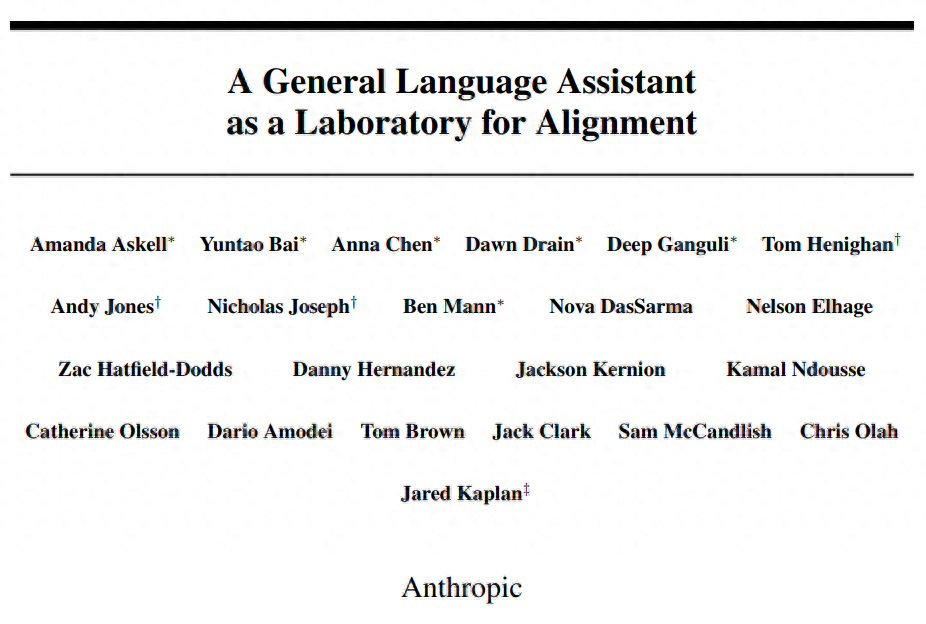 A General Language Assistant
as a Laboratory for Alignment
Amanda Askell* Yuntao Bai* Anna Chen* Dawn Drain* Deep Ganguli* Tom Henighan†
Andy Jones† Nicholas Joseph† Ben Mann* Nova DasSarma Nelson Elhage
Zac Hatfield-Dodds Danny Hernandez Jackson Kernion Kamal Ndousse
Catherine Olsson Dario Amodei Tom Brown Jack Clark Sam McCandlish Chris Olah
Jared Kaplan‡
Anthropic